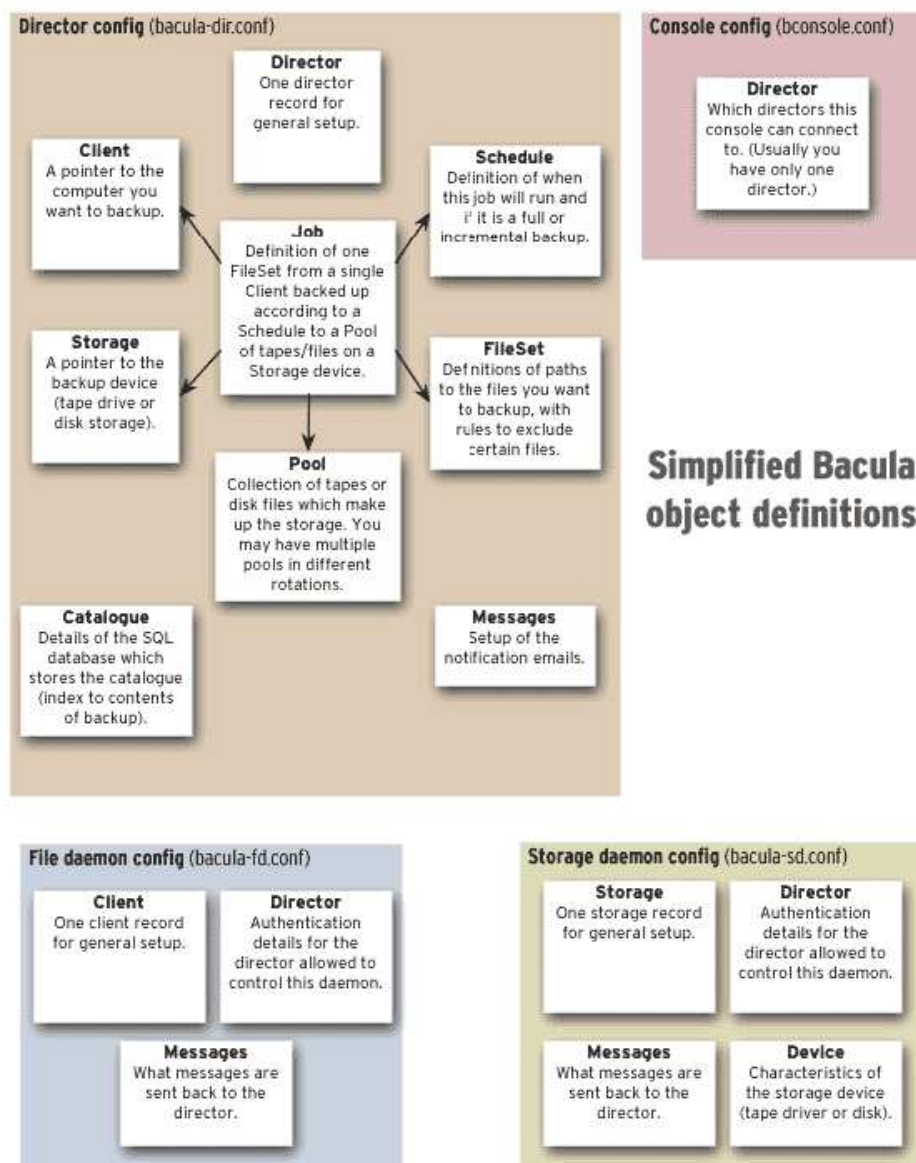 Director config (bacula-dir.conf)
Director
One director
record for
general setup.
Client
A pointer to the
computer you
want to backup.
Schedule
Definition of when
this job will run and
if it is a full or
incremental backup.
Job
Definition of one
FileSet from a single
Client backed up
according to a
Schedule to a Pool
of tapes/files on a
Storage device.
Storage
A pointer to the
backup device
(tape drive or
disk storage).
FileSet
Definitions of paths
to the files you want
to backup, with
rules to exclude
certain files.
Pool
Collection of tapes or
disk files which make
up the storage. You
may have multiple
pools in different
rotations.
Catalogue
Details of the SQL
database which
stores the catalogue
(index to contents
of backup).
Messages
Setup of the
notification emails.
Console config (bconsole.conf)
Director
Which directors this
console can connect
to. (Usually you
have only one
director.)
Simplified Bacula
object definitions
File daemon config (bacula-fd.conf)
Client
One client record
for general setup.
Director
Authentication
details for the
director allowed to
control this daemon.
Messages
What messages are
sent back to the
director.
Storage daemon config (bacula-sd.conf)
Storage
One storage record
for general setup.
Director
Authentication
details for the
director allowed to
control this daemon.
Messages
What messages are
sent back to the
director.
Device
Characteristics of
the storage device
(tape driver or disk).